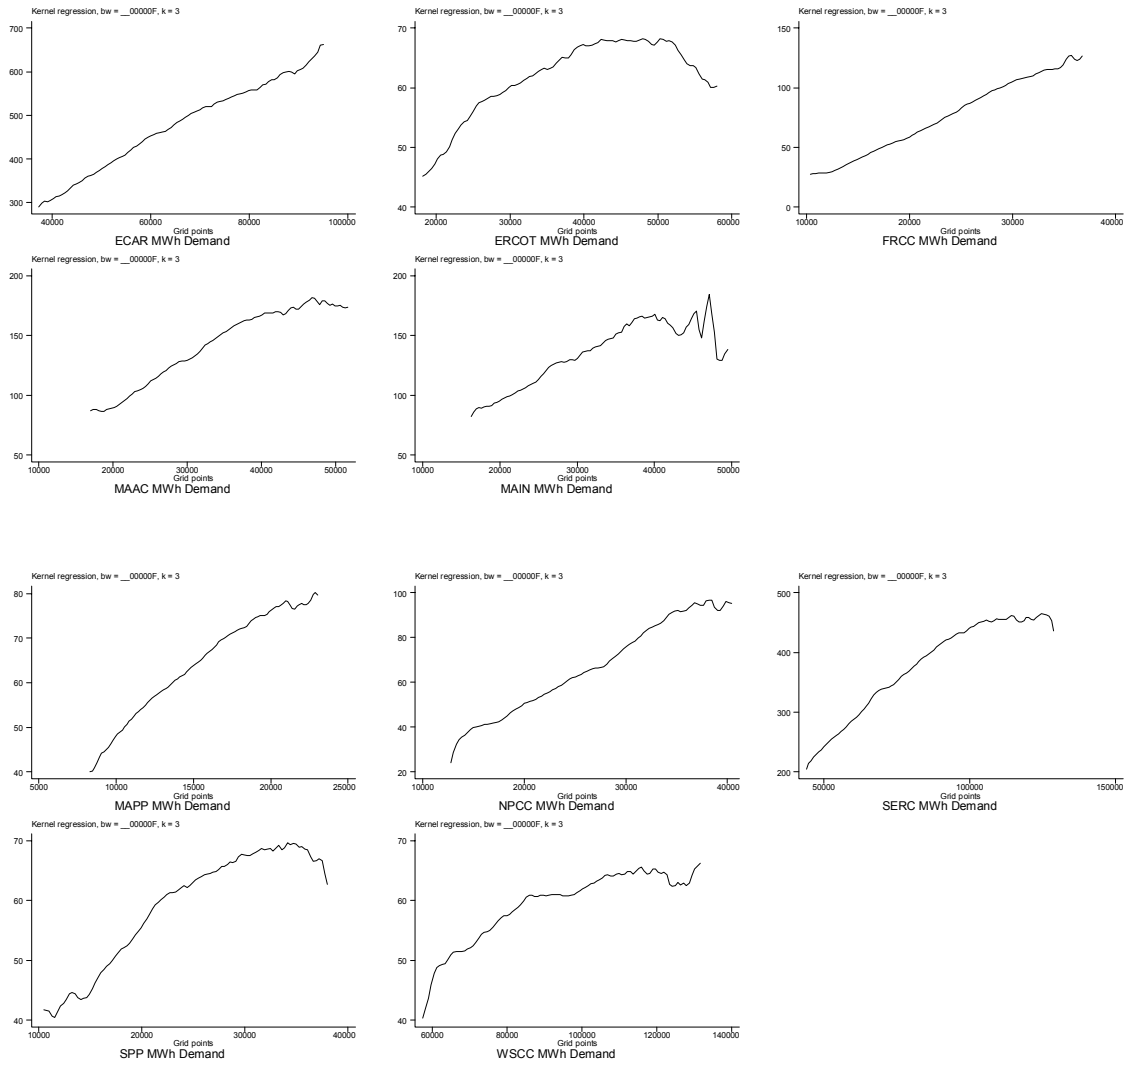 Kernel regression, bw = __00000F, k = 3
700
600
500
400
300
40000 60000 80000 100000
Grid points
ECAR MWh Demand
Kernel regression, bw = __00000F, k = 3
70
60
50
40
20000 30000 40000 50000 60000
Grid points
ERCOT MWh Demand
Kernel regression, bw = __00000F, k = 3
150
100
50
0
10000 20000 30000 40000
Grid points
FRCC MWh Demand
Kernel regression, bw = __00000F, k = 3
200
150
100
50
10000 20000 30000 40000 50000
Grid points
MAAC MWh Demand
Kernel regression, bw = __00000F, k = 3
200
150
100
50
10000 20000 30000 40000 50000
Grid points
MAIN MWh Demand
Kernel regression, bw = __00000F, k = 3
80
70
60
50
40
5000 10000 15000 20000 25000
Grid points
MAPP MWh Demand
Kernel regression, bw = __00000F, k = 3
100
80
60
40
20
10000 20000 30000 40000
Grid points
NPCC MWh Demand
Kernel regression, bw = __00000F, k = 3
500
400
300
200
50000 100000 150000
Grid points
SERC MWh Demand
Kernel regression, bw = __00000F, k = 3
70
60
50
40
10000 20000 30000 40000
Grid points
SPP MWh Demand
Kernel regression, bw = __00000F, k = 3
70
60
50
40
60000 80000 100000 120000 140000
Grid points
WSCC MWh Demand